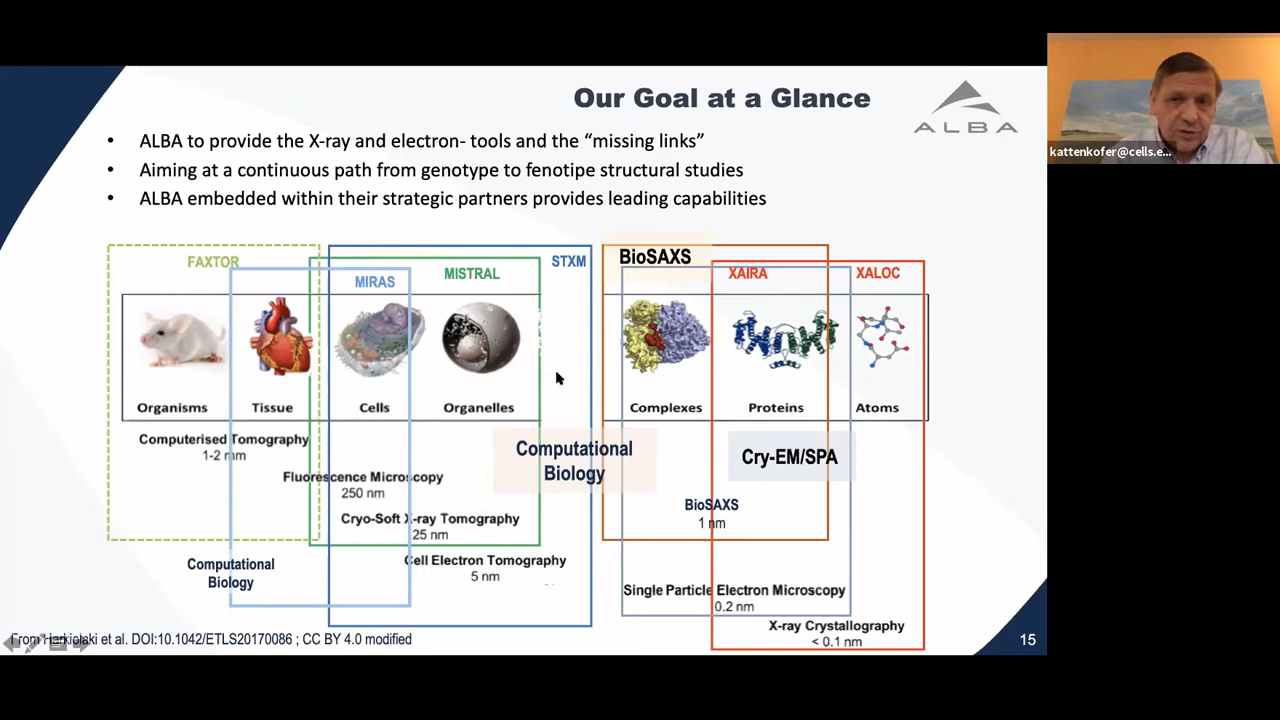 Our Goal at a Glance
ALBA
• ALBA to provide the X-ray and electron- tools and the “missing links”
• Aiming at a continuous path from genotype to fenotipe structural studies
• ALBA embedded within their strategic partners provides leading capabilities
kattenkofer@cells.e...
FAXTOR
MIRAS
MISTRAL
STXM
BioSAXS
XAIRA
XALOC
Organisms
Tissue
Cells
Organelles
Complexes
Proteins
Atoms
Computerised Tomography
1-2 mm
Fluorescence Microscopy
250 nm
Cryo-Soft X-ray Tomography
25 nm
Cell Electron Tomography
5 nm
Computational
Biology
Computational
Biology
Cry-EM/SPA
BioSAXS
1 nm
Single Particle Electron Microscopy
0.2 nm
X-ray Crystallography
< 0.1 nm
From Harkiolaki et al. DOI:10.1042/ETLS20170086 ; CC BY 4.0 modified
15